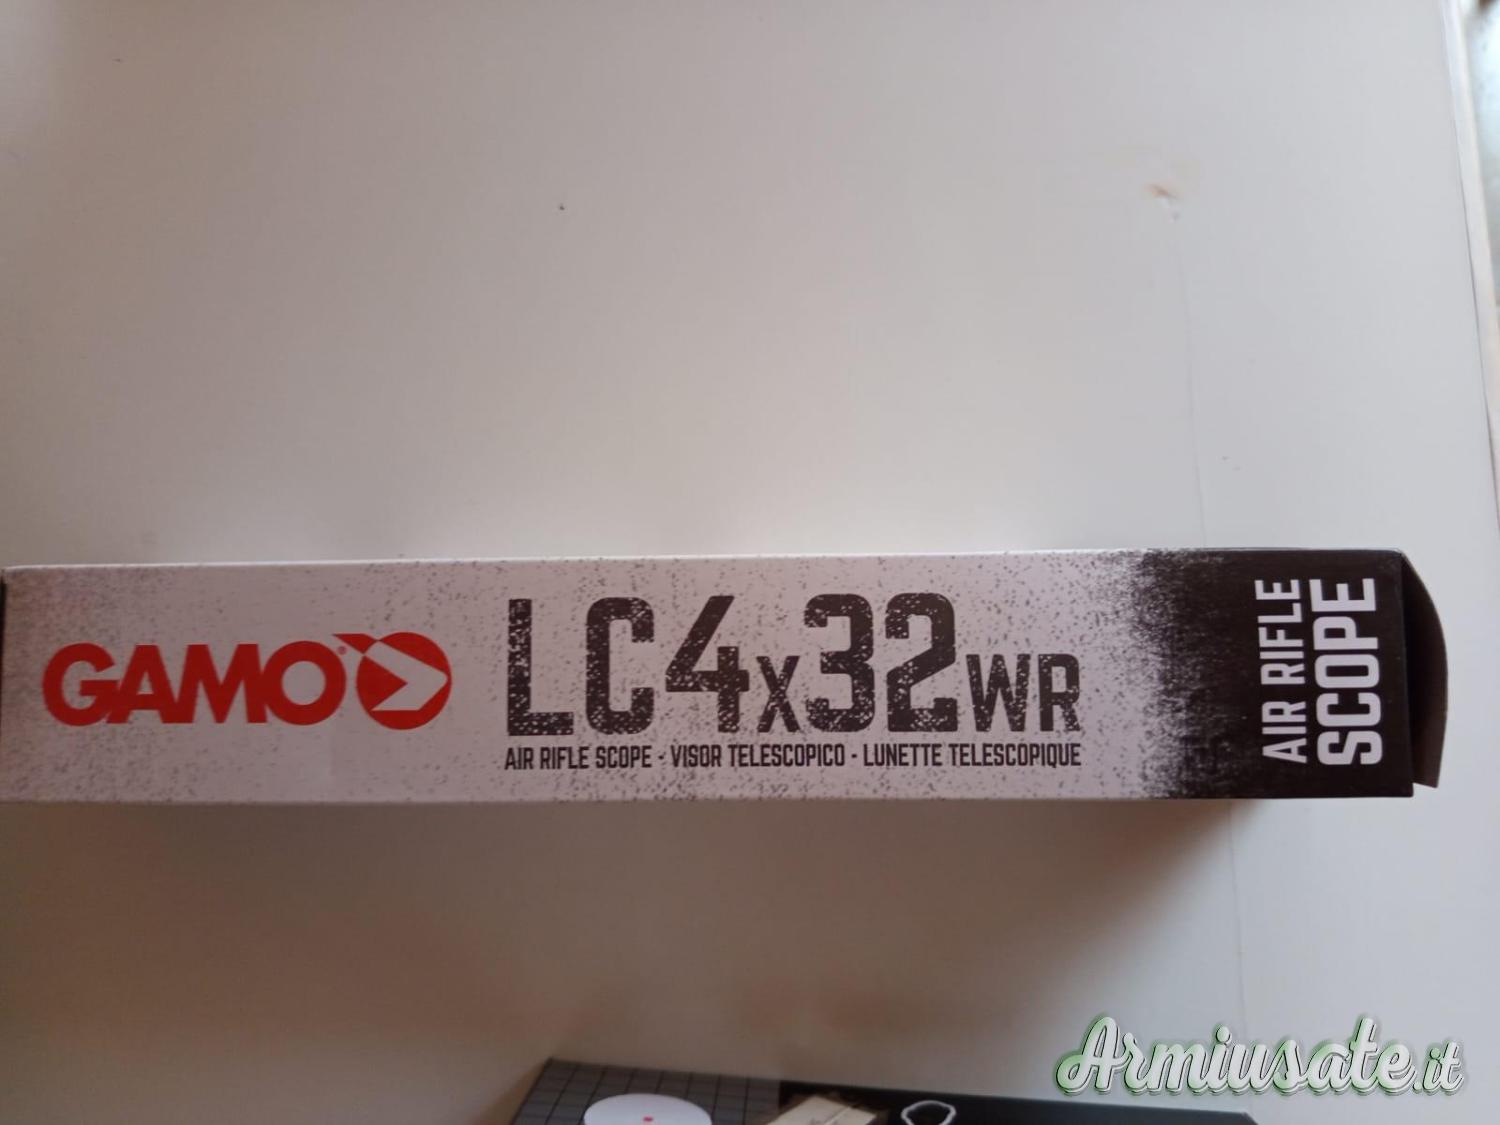 GAMO®
LC4x32WR
AIR RIFLE SCOPE - VISOR TELESCOPICO - LUNETTE TELESCOPIQUE
AIR RIFLE
SCOPE
Armiusate.it